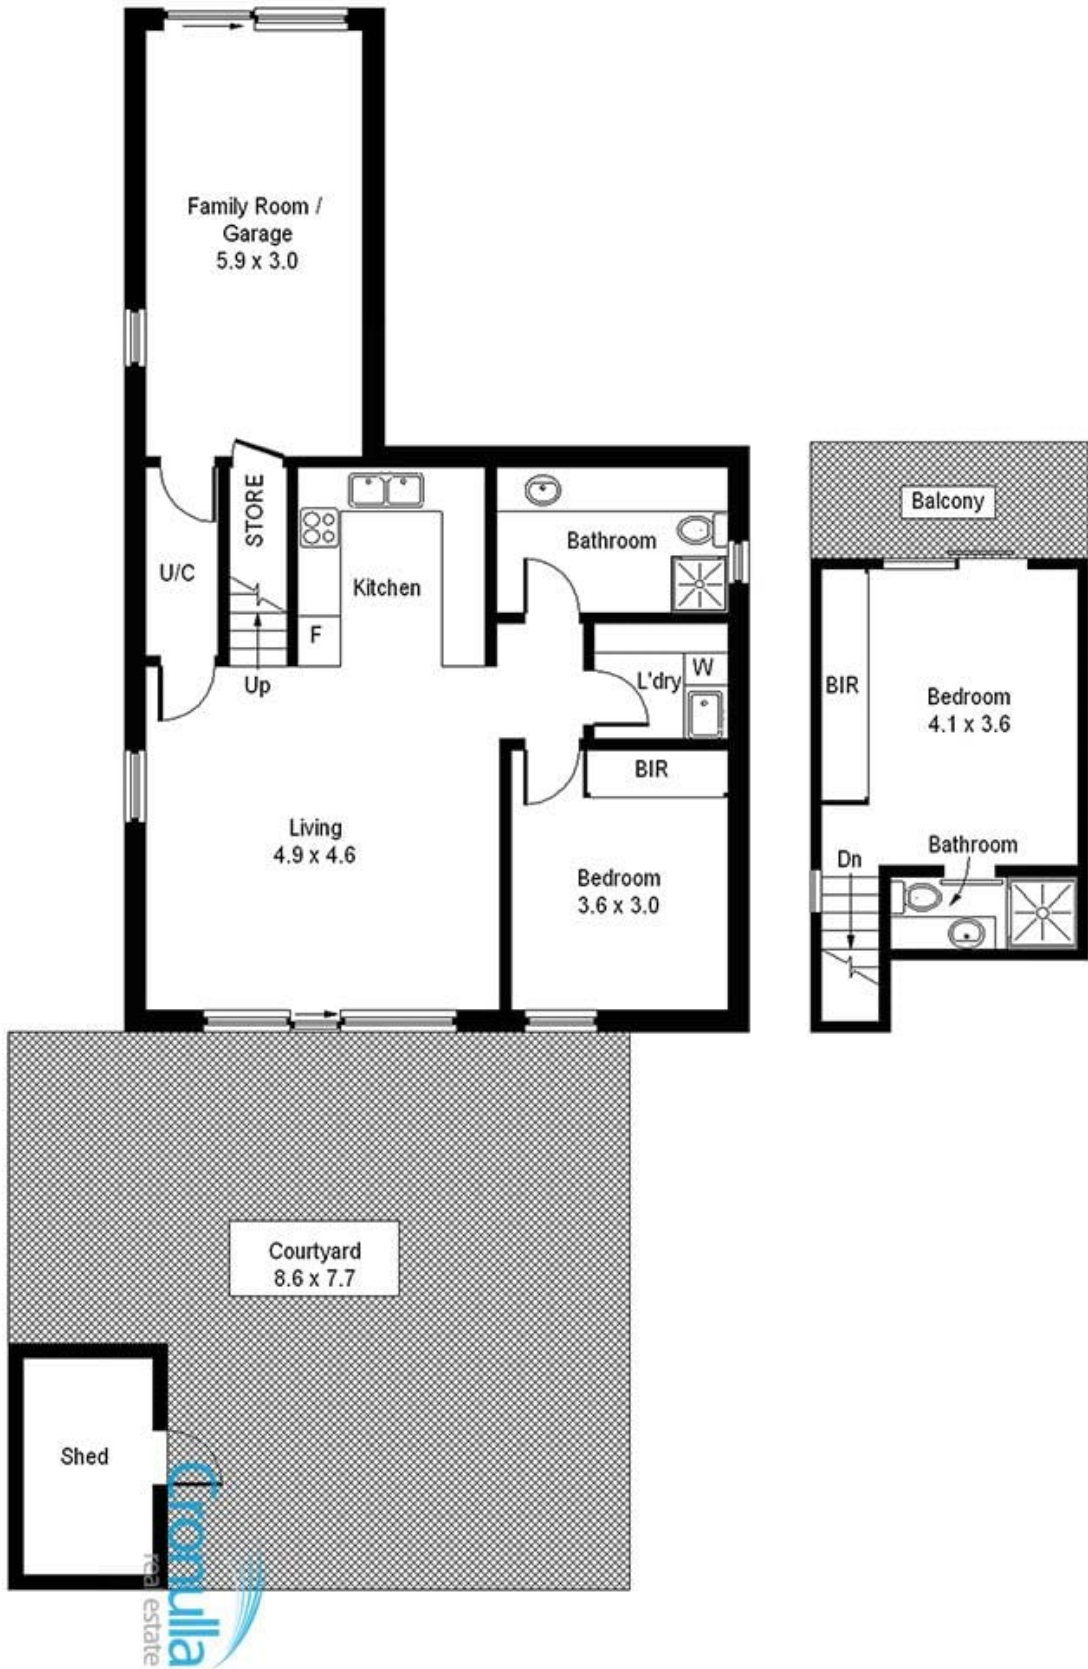 Family Room /
Garage
5.9 x 3.0
STORE
U/C
Kitchen
F
Up
Bathroom
L'dry
W
BIR
Living
4.9 x 4.6
Bedroom
3.6 x 3.0
Balcony
BIR
Bedroom
4.1 x 3.6
Dn
Bathroom
Courtyard
8.6 x 7.7
Shed
Cronulla
real estate